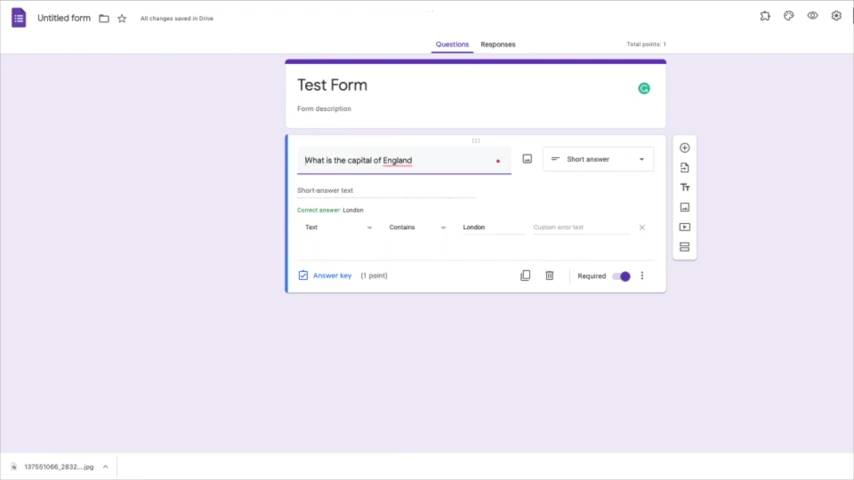 Untitled form
All changes saved in Drive
Questions
Responses
Total points: 1
Test Form
Form description
What is the capital of England
Short answer
Short-answer text
Correct answer: London
Text
Contains
London
Custom error text
Answer key
(1 point)
Required
137551066_2832....jpg